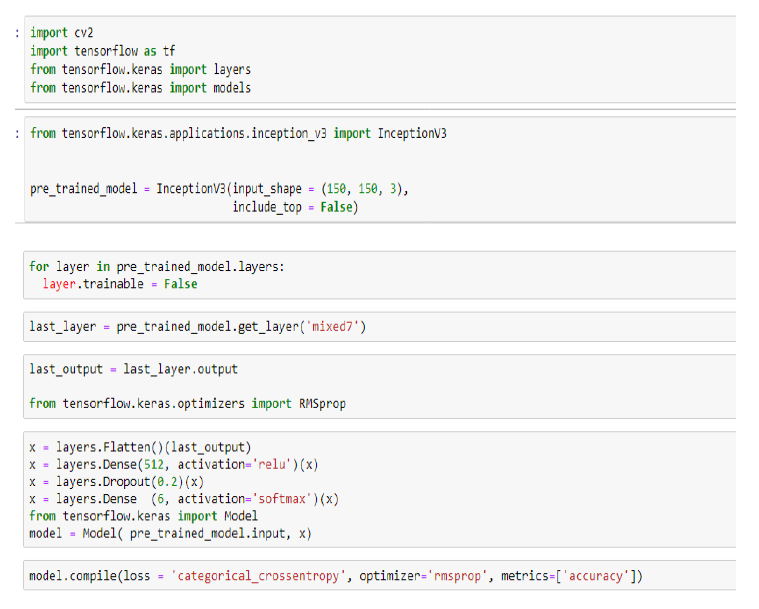 : import cv2
import tensorflow as tf
from tensorflow.keras import layers
from tensorflow.keras import models
: from tensorflow.keras.applications.inception_v3 import InceptionV3
pre_trained_model = InceptionV3(input_shape = (150, 150, 3),
include_top = False)
for layer in pre_trained_model.layers:
layer.trainable = False
last_layer = pre_trained_model.get_layer('mixed7')
last_output = last_layer.output
from tensorflow.keras.optimizers import RMSprop
x = layers.Flatten()(last_output)
x = layers.Dense(512, activation='relu')(x)
x = layers.Dropout(0.2)(x)
x = layers.Dense  (6, activation='softmax')(x)
from tensorflow.keras import Model
model = Model( pre_trained_model.input, x)
model.compile(loss = 'categorical_crossentropy', optimizer='rmsprop', metrics=['accuracy'])